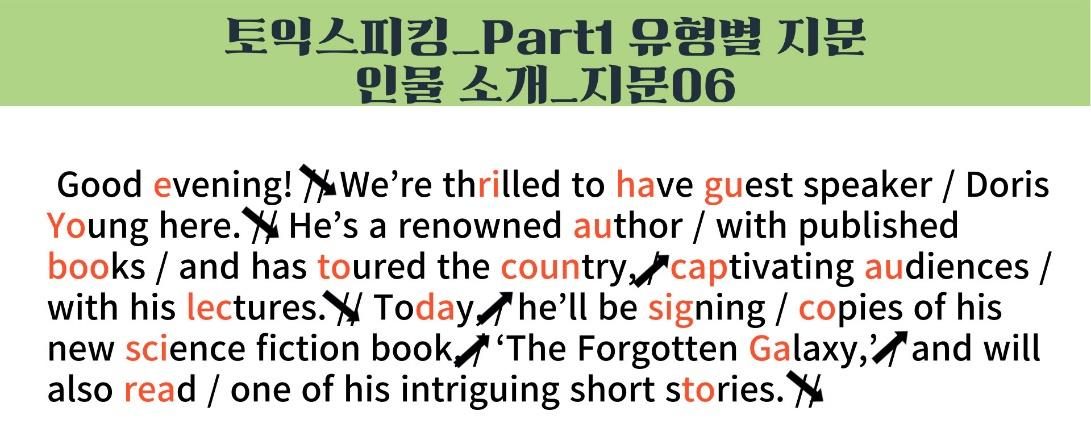 토익스피킹_Part1 유형별 지문
인물 소개_지문06
Good evening! // We’re thrilled to have guest speaker / Doris
Young here. // He’s a renowned author / with published
books / and has toured the country, / captivating audiences /
with his lectures. // Today, / he’ll be signing / copies of his
new science fiction book, / ‘The Forgotten Galaxy,’ / and will
also read / one of his intriguing short stories. //